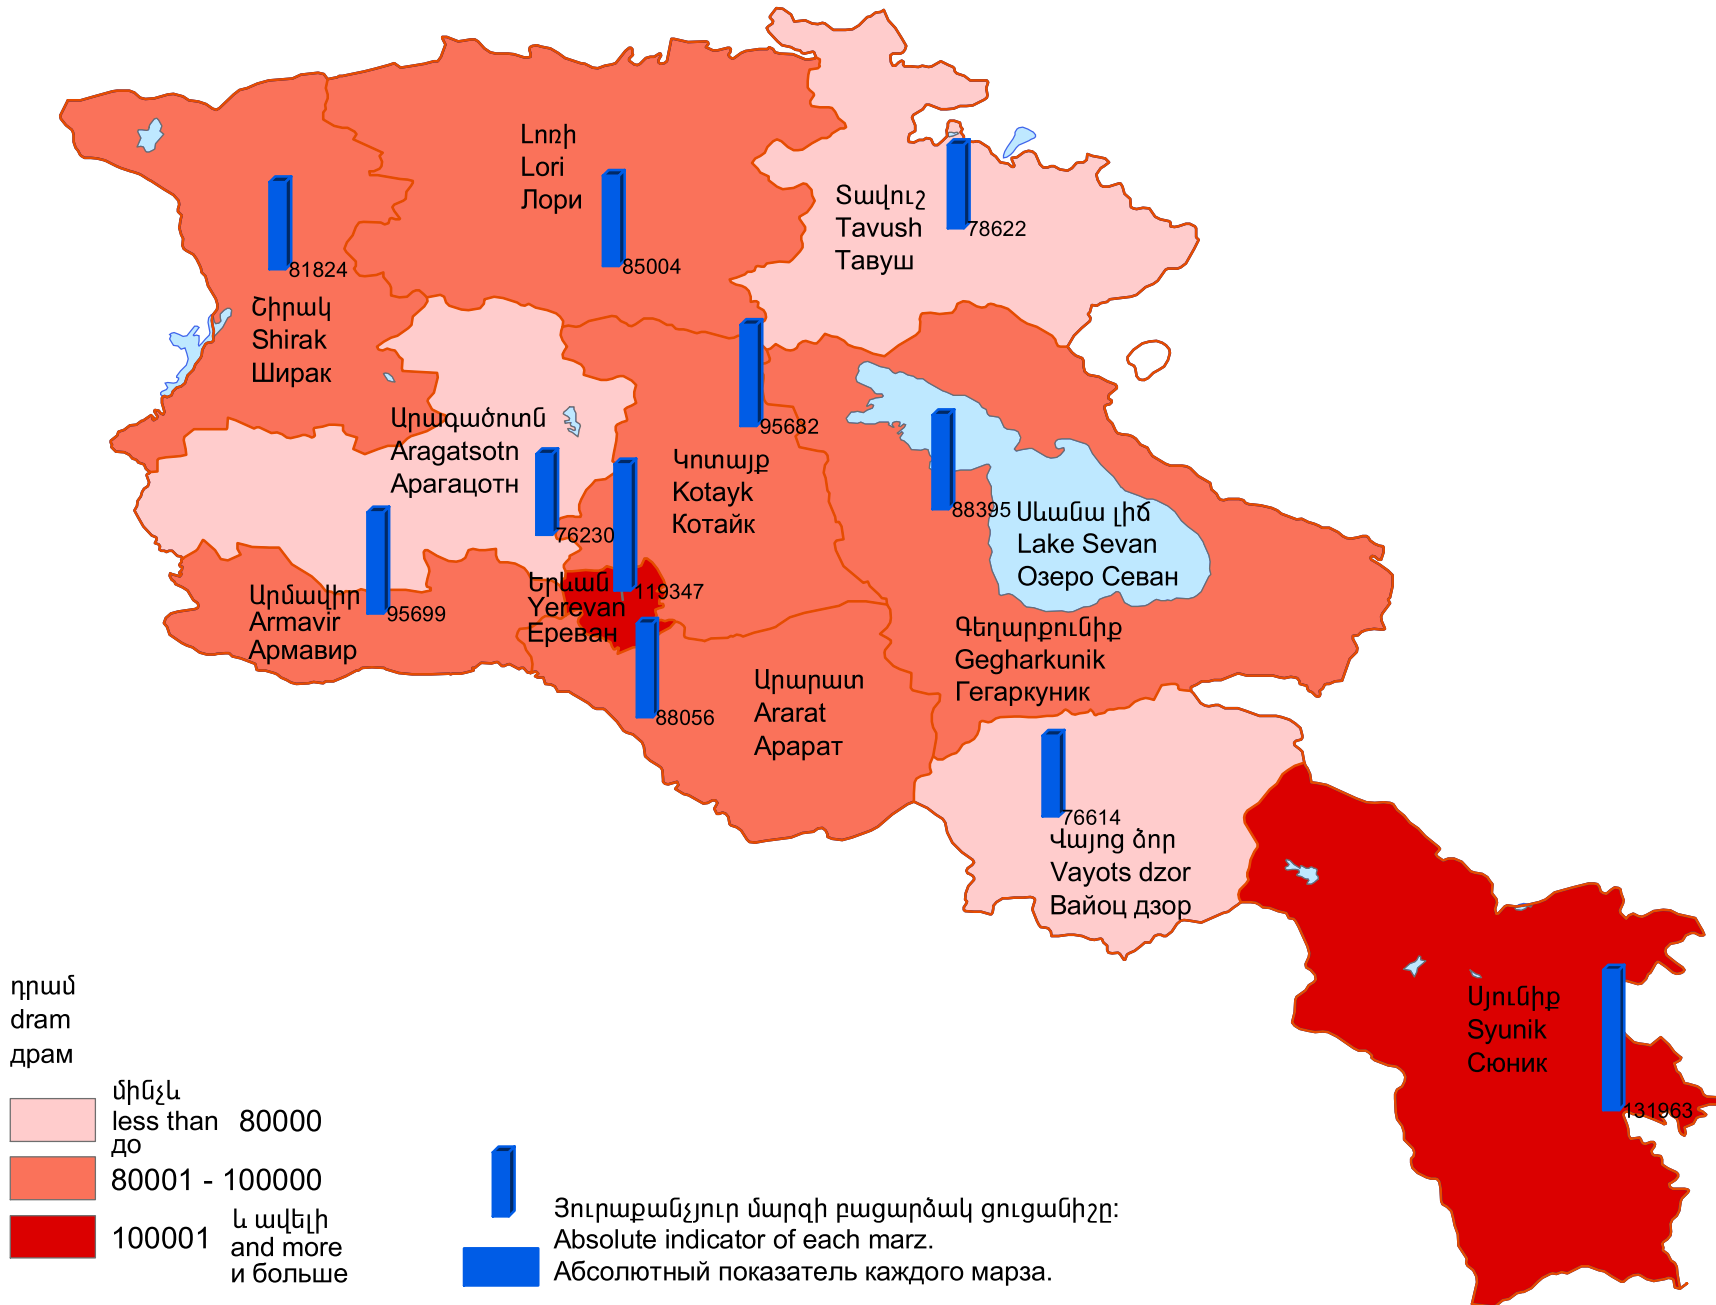 Լոռի
Lori
Лори
85004
81824
Շիրակ
Shirak
Ширак
Տավուշ
Tavush
Тавуш
78622
Արագածոտն
Aragatsotn
Арагацотн
76230
95682
Կոտայք
Kotayk
Котайк
88395
Սևանա լիճ
Lake Sevan
Озеро Севан
Արմավիր
Armavir
Армавир
95699
Երևան
Yerevan
Ереван
119347
Գեղարքունիք
Gegharkunik
Гегаркуник
88056
Արարատ
Ararat
Арарат
76614
Վայոց ձոր
Vayots dzor
Вайоц дзор
Սյունիք
Syunik
Сюник
131963
դրամ
dram
драм
մինչև
less than 80000
до
80001 - 100000
100001
և ավելի
and more
и больше
Յուրաքանչյուր մարզի բացարձակ ցուցանիշը:
Absolute indicator of each marz.
Абсолютный показатель каждого марза.